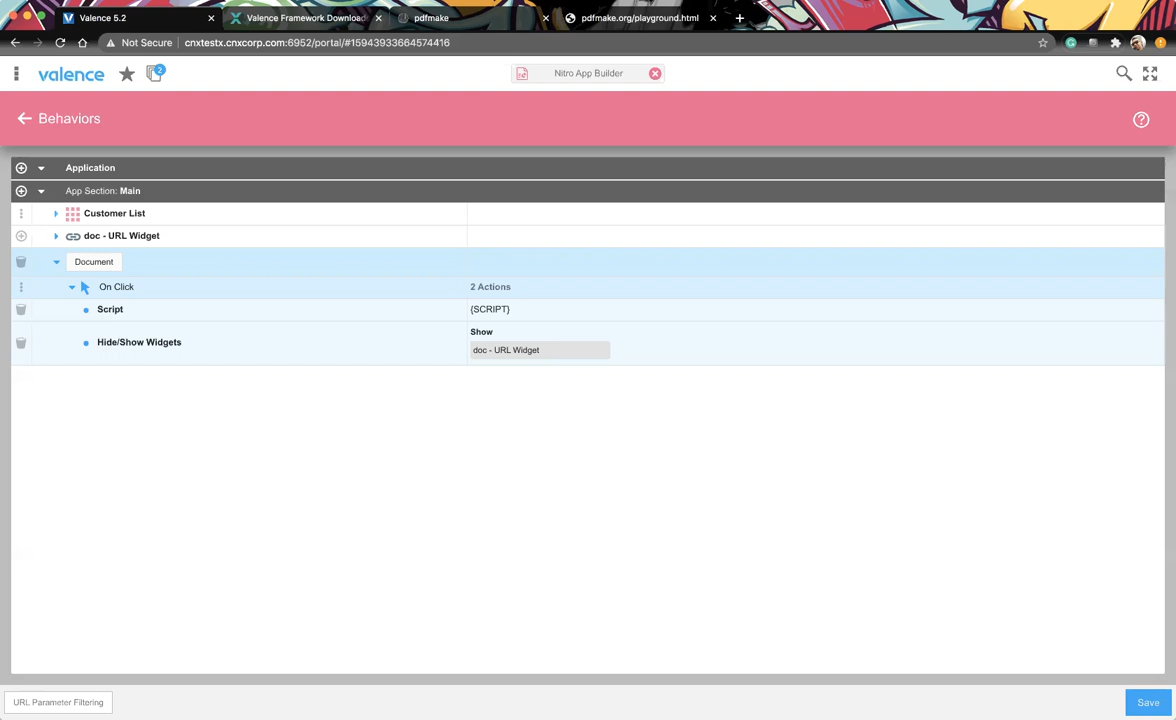 Valence 5.2
Valence Framework Download
pdfmake
pdfmake.org/playground.html
Not Secure
cnxtestx.cnxcorp.com:6952/portal/#15943933664574416
valence
2
Nitro App Builder
Behaviors
Application
App Section: Main
Customer List
doc - URL Widget
Document
On Click
2 Actions
Script
{SCRIPT}
Hide/Show Widgets
Show
doc - URL Widget
URL Parameter Filtering
Save